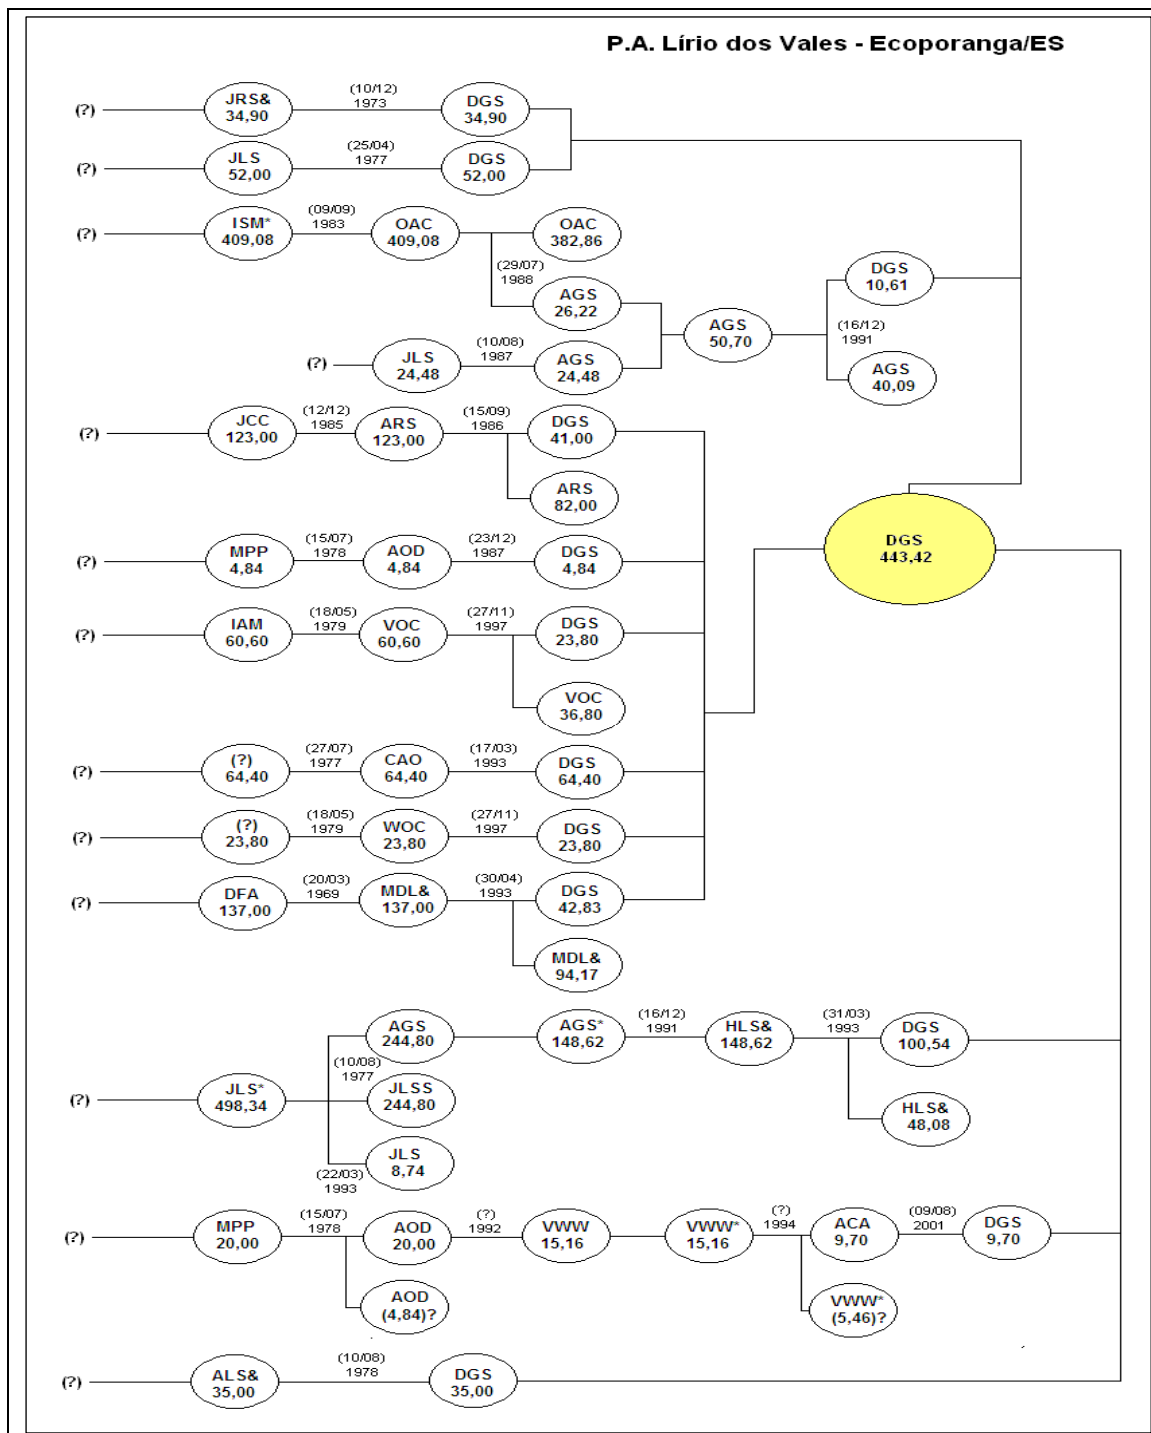 P.A. Lírio dos Vales - Ecoporanga/ES
(?)
JRS&
34,90
(10/12)
1973
DGS
34,90
(?)
JLS
52,00
(25/04)
1977
DGS
52,00
(?)
ISM*
409,08
(09/09)
1983
OAC
409,08
OAC
382,86
(29/07)
1988
AGS
26,22
DGS
10,61
AGS
50,70
(16/12)
1991
AGS
40,09
(?)
JLS
24,48
(10/08)
1987
AGS
24,48
(?)
JCC
123,00
(12/12)
1985
ARS
123,00
(15/09)
1986
DGS
41,00
ARS
82,00
DGS
443,42
(?)
MPP
4,84
(15/07)
1978
AOD
4,84
(23/12)
1987
DGS
4,84
(?)
IAM
60,60
(18/05)
1979
VOC
60,60
(27/11)
1997
DGS
23,80
VOC
36,80
(?)
(?)
64,40
(27/07)
1977
CAO
64,40
(17/03)
1993
DGS
64,40
(?)
(?)
23,80
(18/05)
1979
WOC
23,80
(27/11)
1997
DGS
23,80
(?)
DFA
137,00
(20/03)
1969
MDL&
137,00
(30/04)
1993
DGS
42,83
MDL&
94,17
(?)
JLS*
498,34
AGS
244,80
(10/08)
1977
JLSS
244,80
JLS
8,74
(22/03)
1993
AGS*
148,62
(16/12)
1991
HLS&
148,62
(31/03)
1993
DGS
100,54
HLS&
48,08
(?)
MPP
20,00
(15/07)
1978
AOD
20,00
AOD
(4,84)?
(?)
1992
VWW
15,16
VWW*
15,16
(?)
1994
ACA
9,70
(09/08)
2001
DGS
9,70
VWW*
(5,46)?
(?)
ALS&
35,00
(10/08)
1978
DGS
35,00